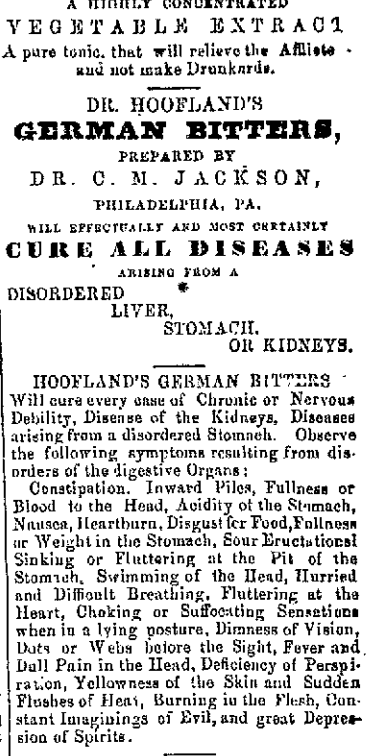 A HIGHLY CONCENTRATED
VEGETABLE EXTRACT
A pure tonic, that will relieve the Afflicte -
and not make Drunkards.
DR. HOOFLAND'S
GERMAN BITTERS,
PREPARED BY
DR. C. M. JACKSON,
PHILADELPHIA, PA.
WILL EFFECTUALLY AND MOST CERTAINLY
CURE ALL DISEASES
ARISING FROM A
DISORDERED
LIVER,
STOMACH.
OR KIDNEYS.
HOOFLAND'S GERMAN BITTERS
Will cure every case of Chronic or Nervous
Debility, Disease of the Kidneys, Diseases
arising from a disordered Stomach. Observe
the following symptoms resulting from dis-
orders of the digestive Organs:
Constipation. Inward Piles, Fullness or
Blood to the Head, Acidity of the Stomach,
Nausea, Heartburn, Disgust for Food, Fullness
or Weight in the Stomach, Sour Eructations!
Sinking or Fluttering at the Pit of the
Stomach, Swimming of the Head, Hurried
and Difficult Breathing, Fluttering at the
Heart, Choking or Suffocating Sensations
when in a lying posture, Dimness of Vision,
Dots or Webs before the Sight, Fever and
Dull Pain in the Head, Deficiency of Perspi-
ration, Yellowness of the Skin and Sudden
Flushes of Heat, Burning in the Flesh, Con-
stant Imaginings of Evil, and great Depres-
sion of Spirits.